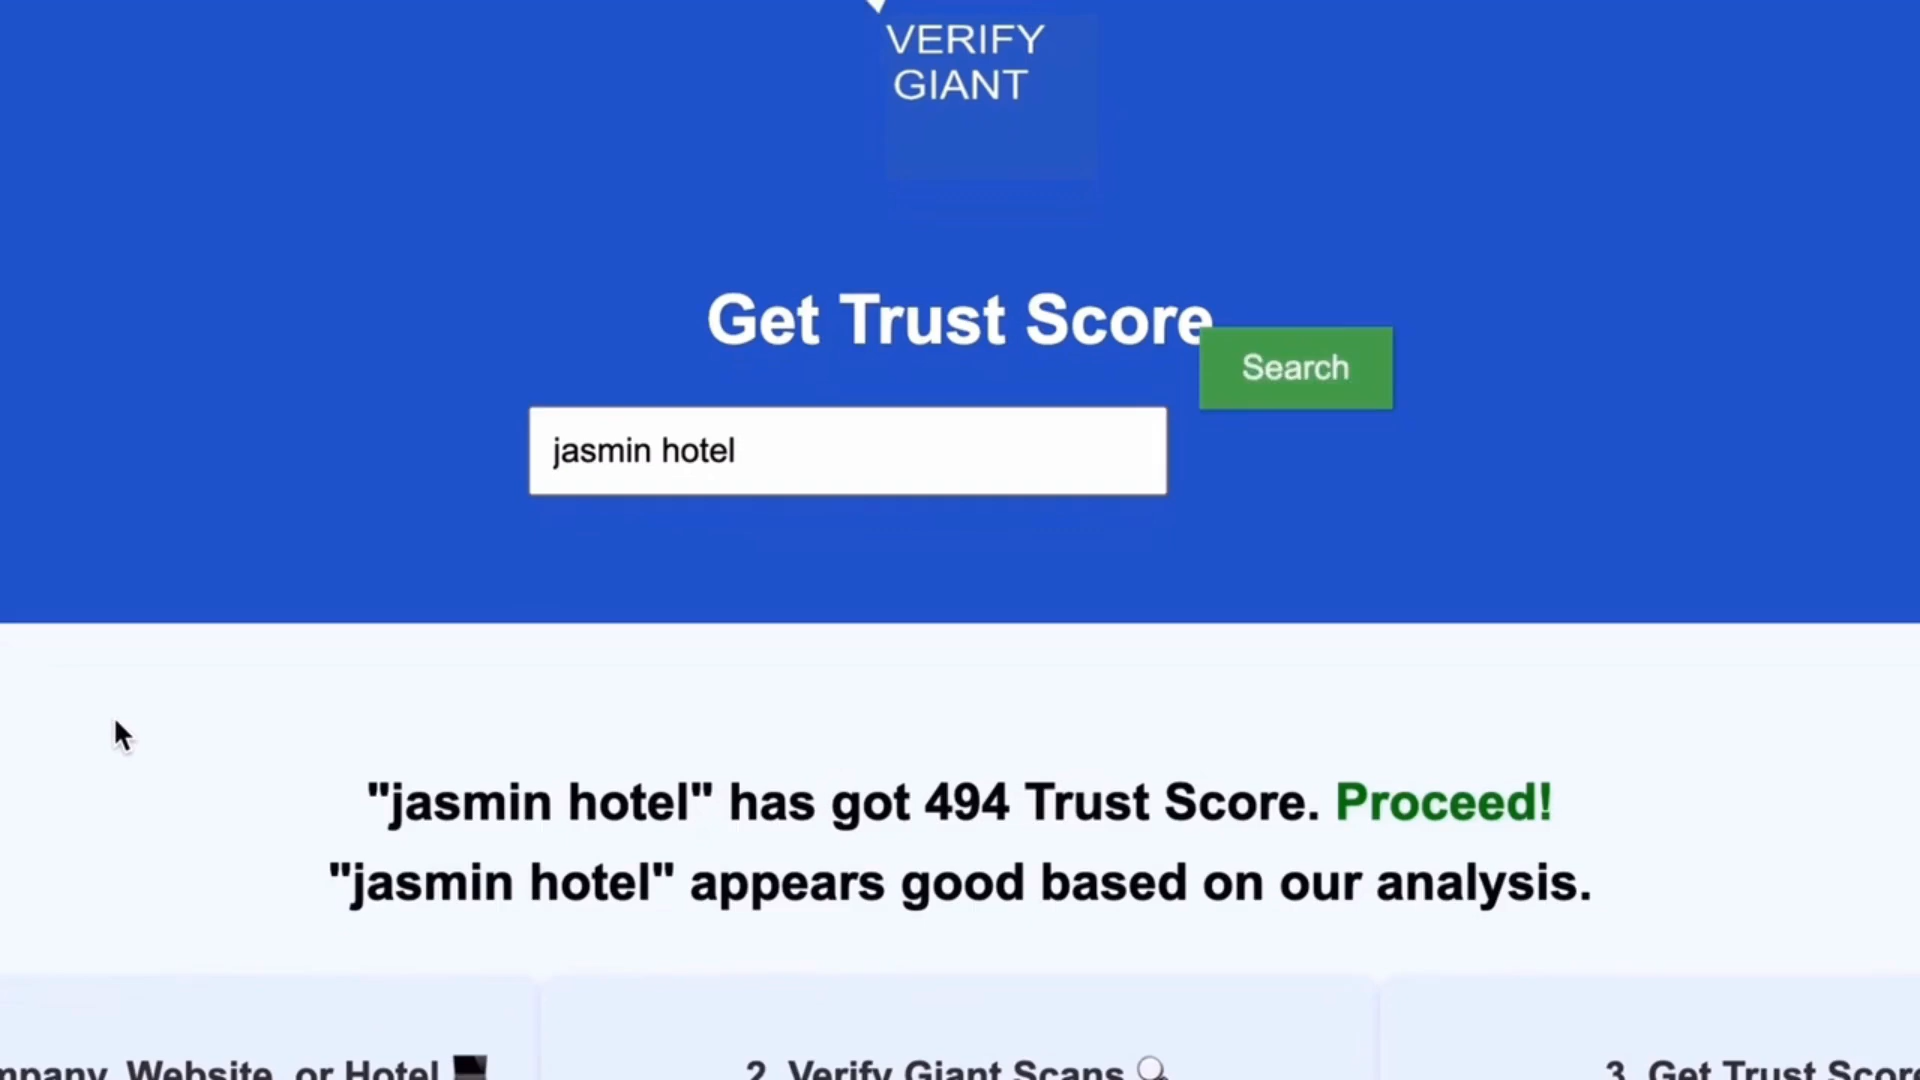 VERIFY
GIANT
Get Trust Score
Search
jasmin hotel
"jasmin hotel" has got 494 Trust Score. Proceed!
"jasmin hotel" appears good based on our analysis.
Website, or Hotel
2. Verify Giant Scans
3. Get Trust Score